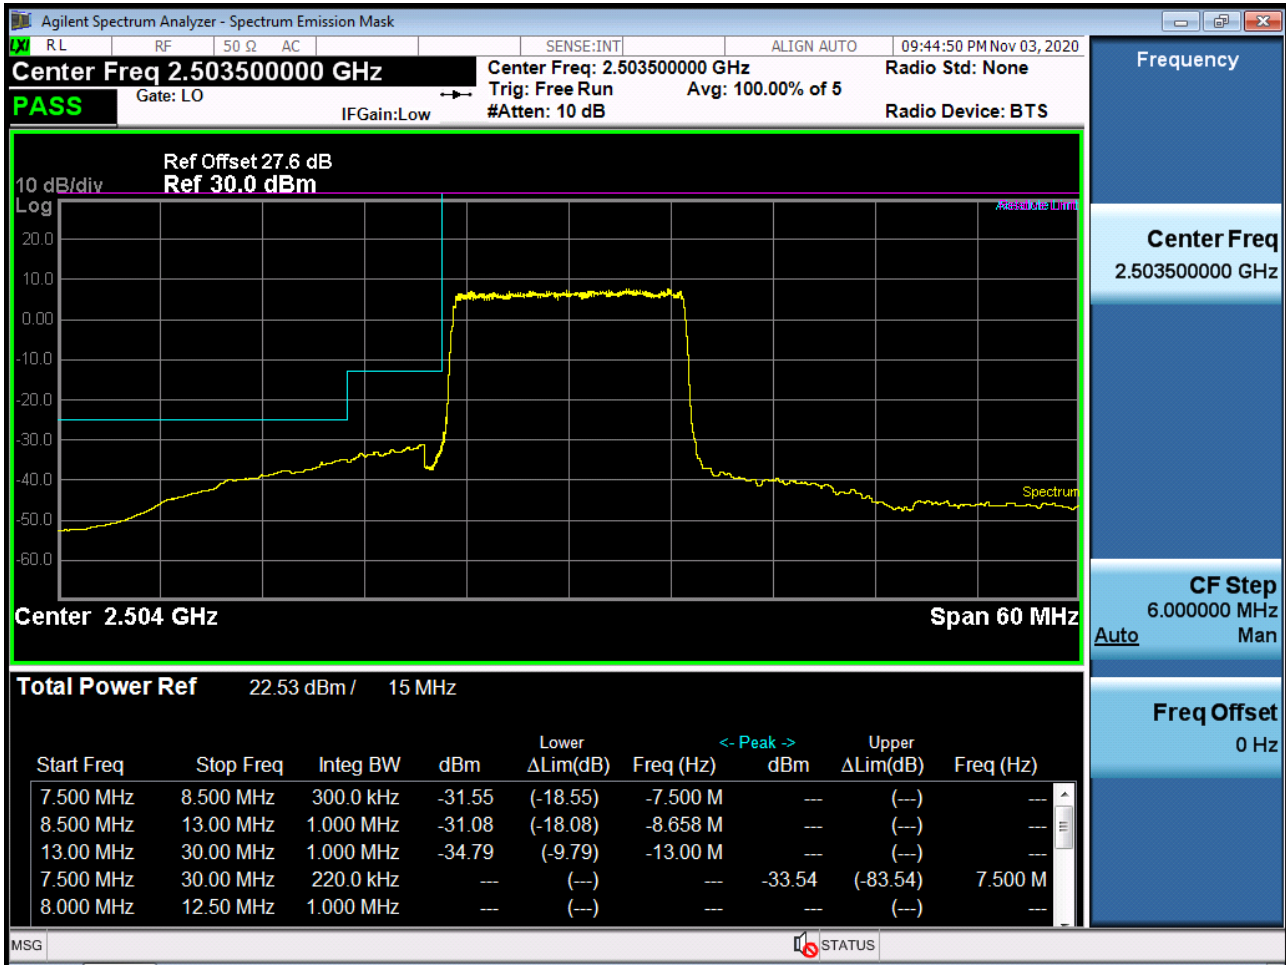 Agilent Spectrum Analyzer - Spectrum Emission Mask
LXI RL RF 50 Ω AC SENSE:INT ALIGN AUTO 09:44:50 PM Nov 03, 2020
Center Freq 2.503500000 GHz
Center Freq: 2.503500000 GHz
Radio Std: None
PASS
Gate: LO
Trig: Free Run
Avg: 100.00% of 5
IFGain:Low
#Atten: 10 dB
Radio Device: BTS
Ref Offset 27.6 dB
10 dB/div Ref 30.0 dBm
Log
20.0
10.0
0.00
-10.0
-20.0
-30.0
-40.0
-50.0
-60.0
Spectrum
Center 2.504 GHz
Span 60 MHz
Total Power Ref 22.53 dBm / 15 MHz
Lower <- Peak -> Upper
Start Freq Stop Freq Integ BW dBm ΔLim(dB) Freq (Hz) dBm ΔLim(dB) Freq (Hz)
7.500 MHz 8.500 MHz 300.0 kHz -31.55 (-18.55) -7.500 M --- (---) ---
8.500 MHz 13.00 MHz 1.000 MHz -31.08 (-18.08) -8.658 M --- (---) ---
13.00 MHz 30.00 MHz 1.000 MHz -34.79 (-9.79) -13.00 M --- (---) ---
7.500 MHz 30.00 MHz 220.0 kHz --- (---) --- -33.54 (-83.54) 7.500 M
8.000 MHz 12.50 MHz 1.000 MHz --- (---) --- --- (---) ---
MSG
STATUS
Frequency
Center Freq
2.503500000 GHz
CF Step
6.000000 MHz
Auto Man
Freq Offset
0 Hz